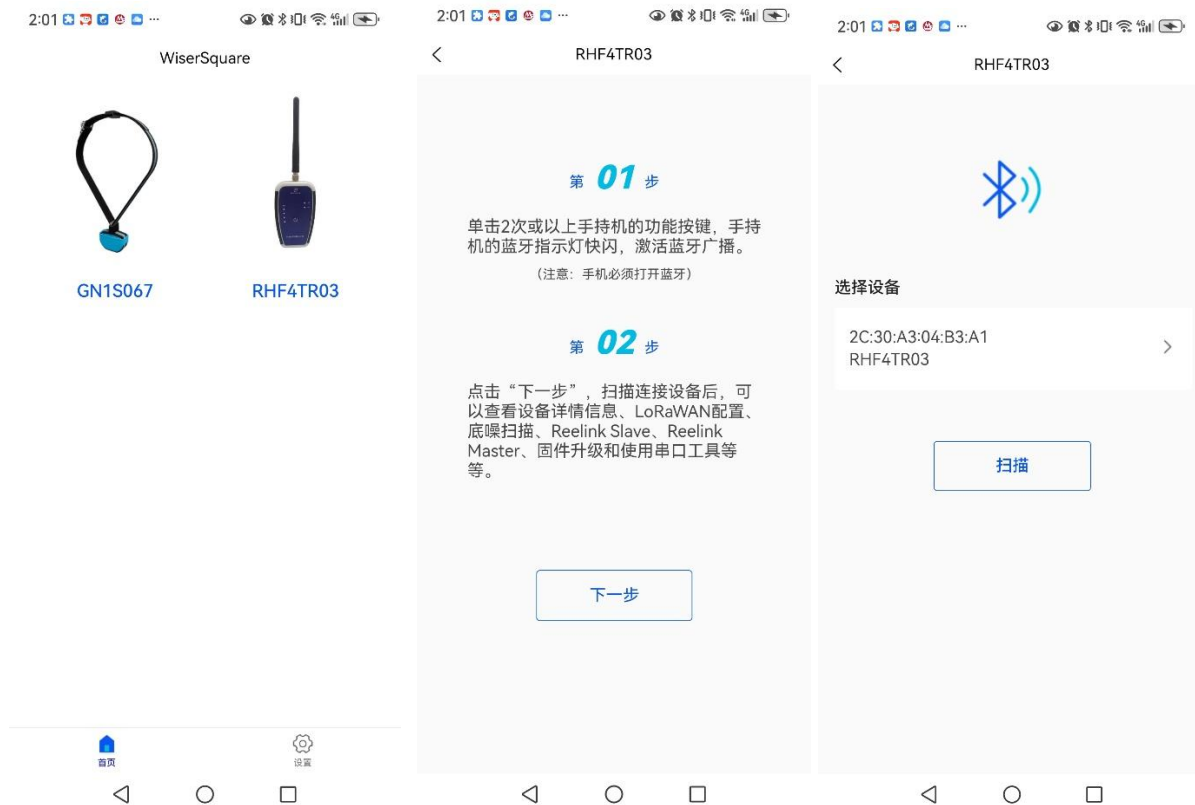 2:01
WiserSquare
GN1S067
RHF4TR03
首页
设置
2:01
RHF4TR03
第 01 步
单击2次或以上手持机的功能按键，手持
机的蓝牙指示灯快闪，激活蓝牙广播。
（注意：手机必须打开蓝牙）
第 02 步
点击“下一步”，扫描连接设备后，可
以查看设备详情信息、LoRaWAN配置、
底噪扫描、Reelink Slave、Reelink
Master、固件升级和使用串口工具等
等。
下一步
2:01
RHF4TR03
选择设备
2C:30:A3:04:B3:A1
RHF4TR03
扫描